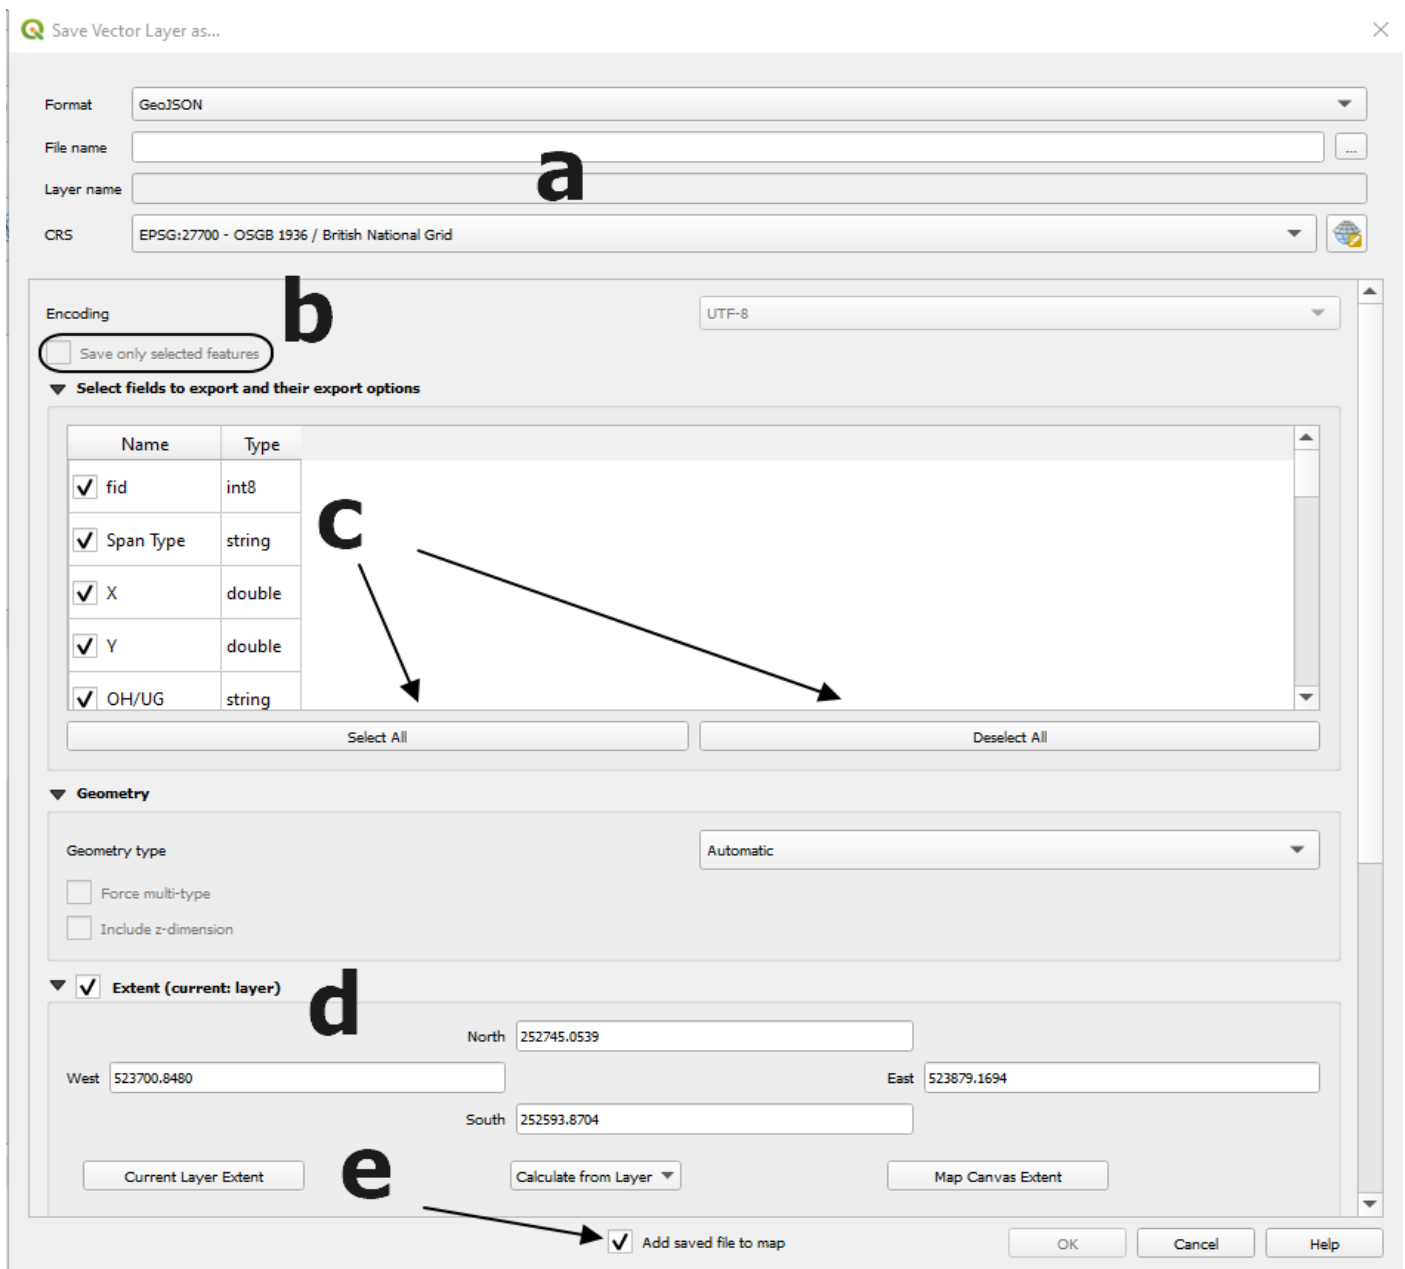 Save Vector Layer as...
Format GeoJSON
File name ...
a
Layer name
CRS EPSG:27700 - OSGB 1936 / British National Grid
b
Encoding UTF-8
Save only selected features
Select fields to export and their export options
Name Type
fid int8
c
Span Type string
X double
Y double
OH/UG string
Select All Deselect All
Geometry
Geometry type Automatic
Force multi-type
Include z-dimension
Extent (current: layer)
d
North 252745.0539
West 523700.8480 East 523879.1694
South 252593.8704
e
Current Layer Extent Calculate from Layer Map Canvas Extent
Add saved file to map OK Cancel Help